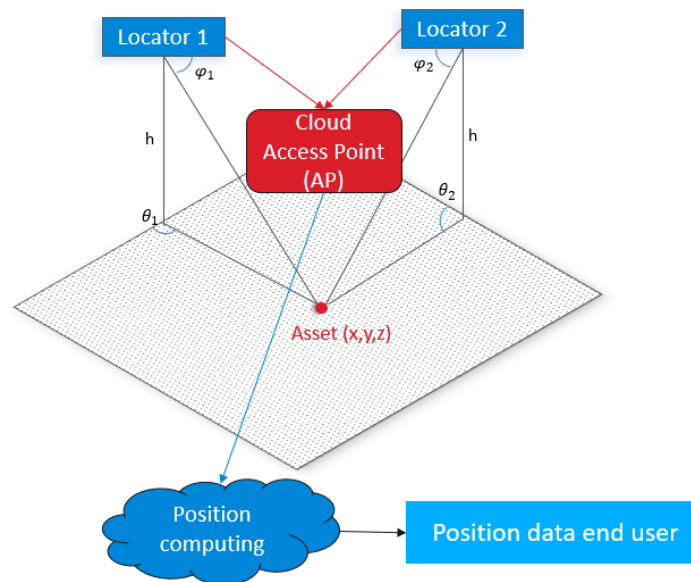 Locator 1
Locator 2
φ₁
φ₂
Cloud
Access Point
(AP)
h
h
θ₁
θ₂
Asset (x,y,z)
Position
computing
Position data end user